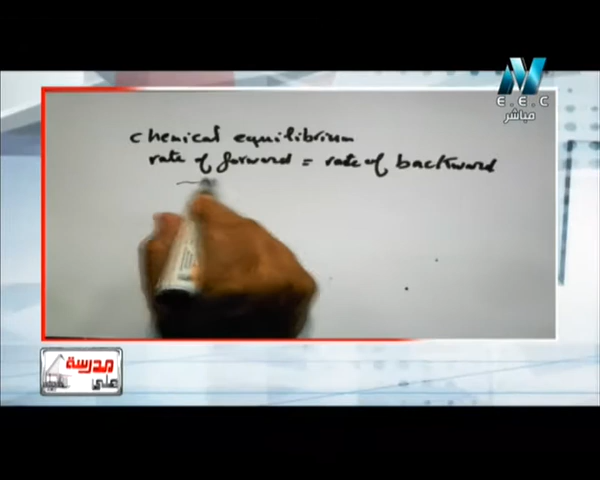 E.E.C
مباشر
chemical equilibrium
rate of forward = rate of backward
مدرسة
على